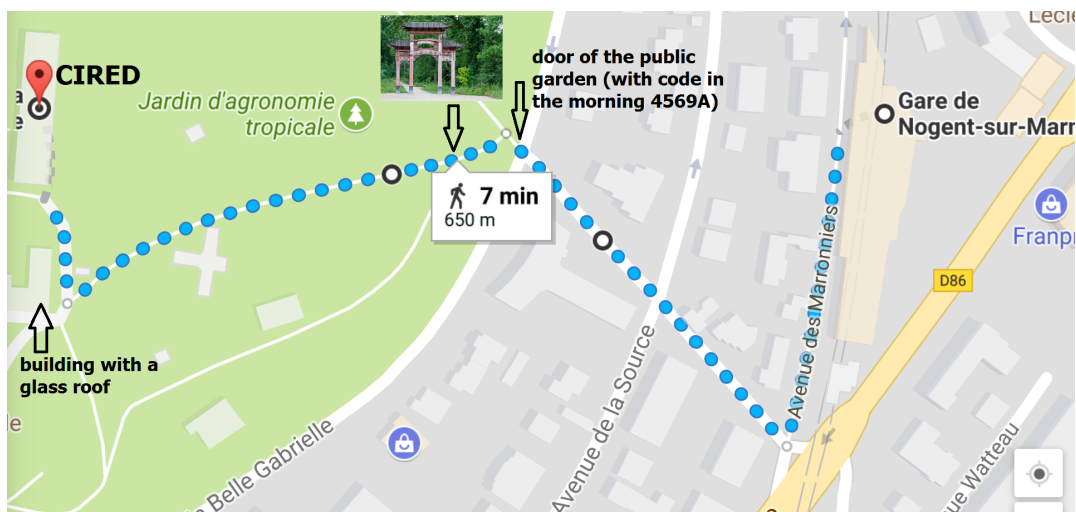 CIRED
a
e
Jardin d'agronomie
tropicale
door of the public
garden (with code in
the morning 4569A)
Gare de
Nogent-sur-Marn
7 min
650 m
Franp
D86
Avenue des Marronniers
Avenue de la Source
building with a
glass roof
le
Belle Gabrielle
ue Watteau